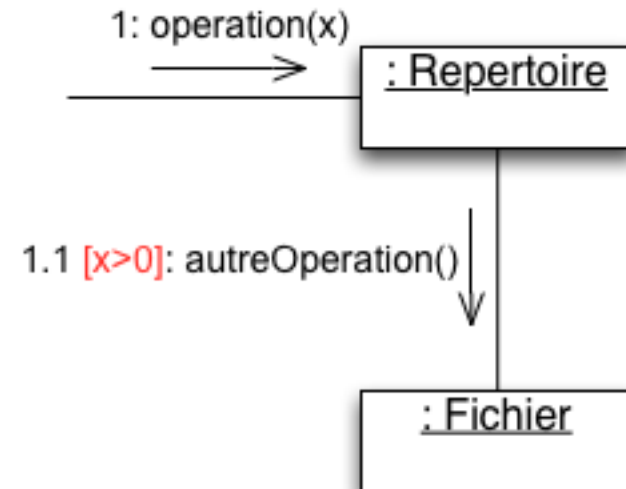 1: operation(x)
: Repertoire
1.1 [x>0]: autreOperation()
: Fichier